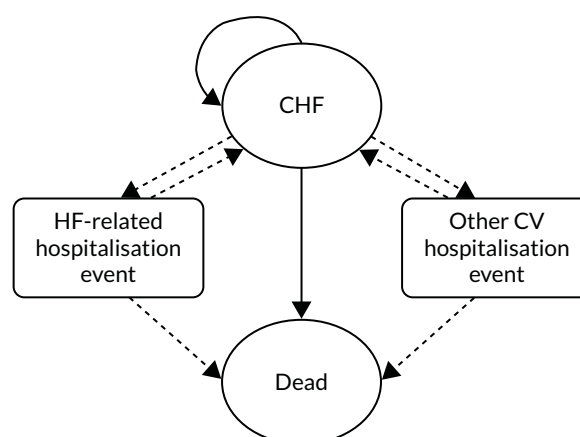 CHF
HF-related
hospitalisation
event
Other CV
hospitalisation
event
Dead